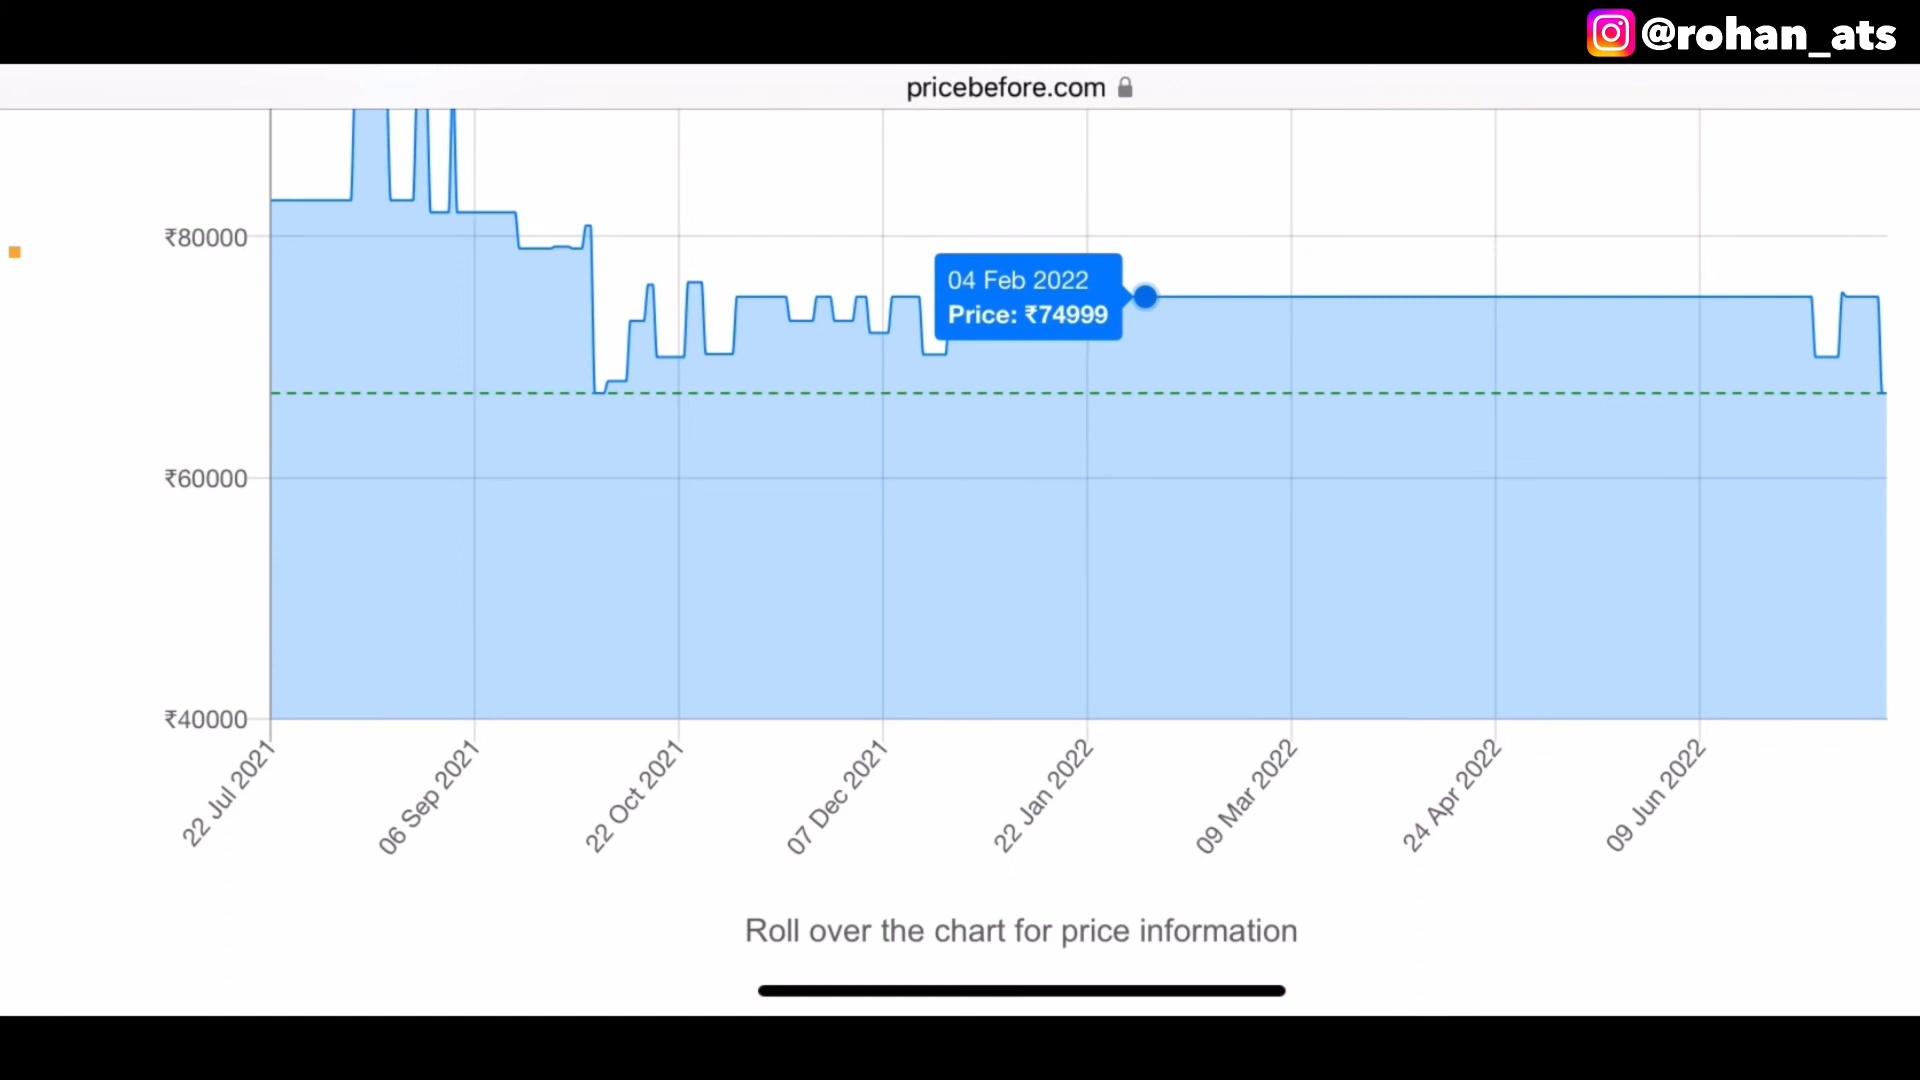 @rohan_ats
pricebefore.com
₹80000
04 Feb 2022
Price: ₹74999
₹60000
₹40000
22 Jul 2021
06 Sep 2021
22 Oct 2021
07 Dec 2021
22 Jan 2022
09 Mar 2022
24 Apr 2022
09 Jun 2022
Roll over the chart for price information